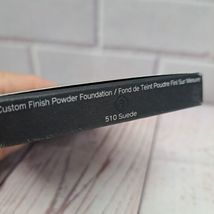 Custom Finish Powder Foundation / Fond de Teint Poudre Fini Sur Mesure
510 Suede